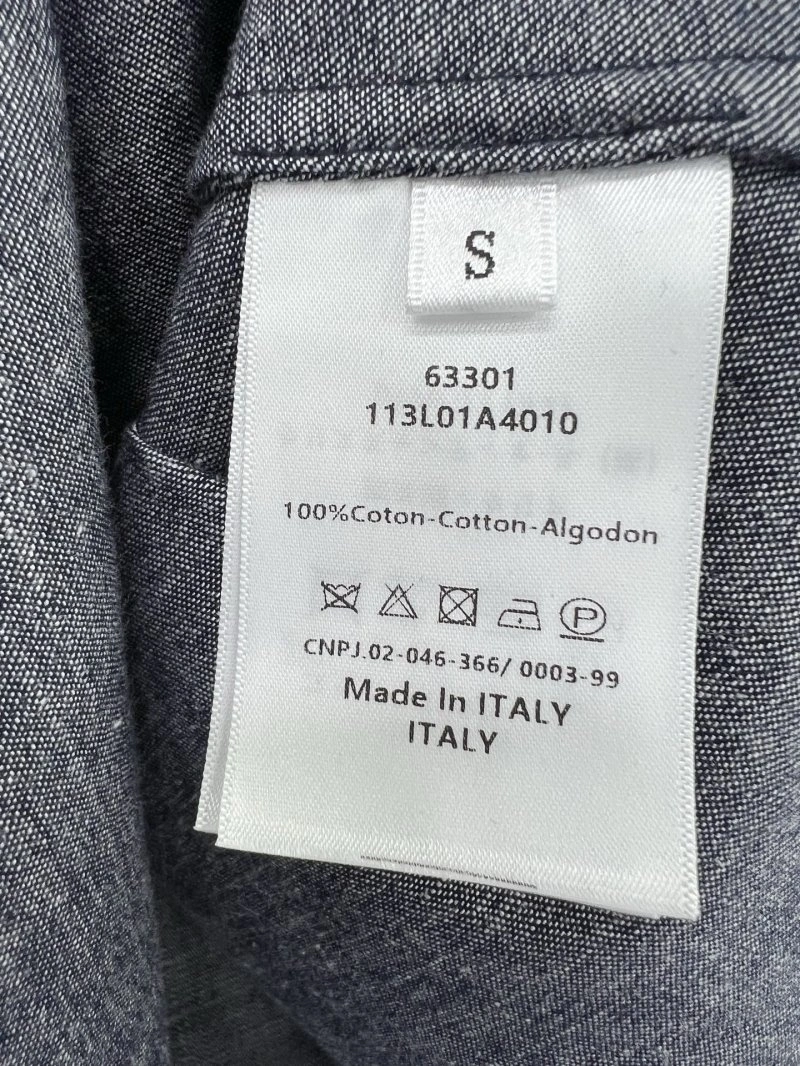 S
63301
113L01A4010
100%Coton-Cotton-Algodon
P
CNPJ.02-046-366/ 0003-99
Made In ITALY
ITALY